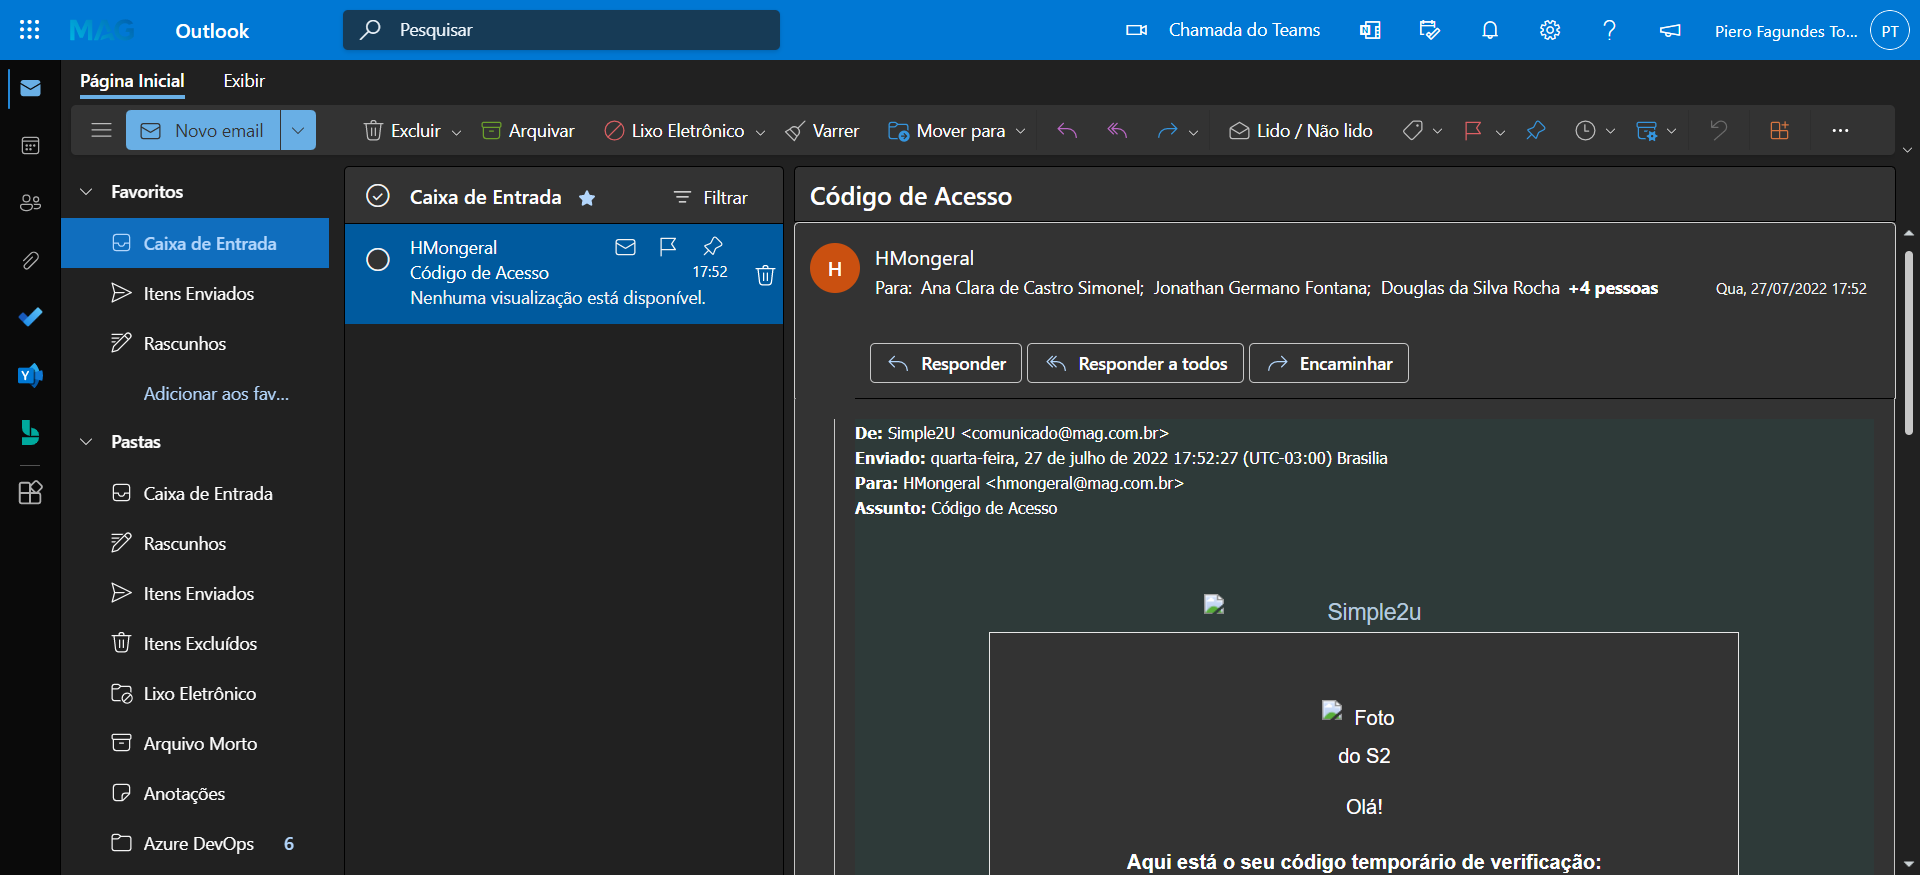 MAG
Outlook
Pesquisar
Chamada do Teams
Piero Fagundes To...
PT
Página Inicial
Exibir
Novo email
Excluir
Arquivar
Lixo Eletrônico
Varrer
Mover para
Lido / Não lido
Favoritos
Caixa de Entrada
Itens Enviados
Rascunhos
Adicionar aos fav...
Pastas
Caixa de Entrada
Rascunhos
Itens Enviados
Itens Excluídos
Lixo Eletrônico
Arquivo Morto
Anotações
Azure DevOps 6
Caixa de Entrada
Filtrar
HMongeral
Código de Acesso
17:52
Nenhuma visualização está disponível.
Código de Acesso
H
HMongeral
Para: Ana Clara de Castro Simonel; Jonathan Germano Fontana; Douglas da Silva Rocha +4 pessoas
Qua, 27/07/2022 17:52
Responder
Responder a todos
Encaminhar
De: Simple2U <comunicado@mag.com.br>
Enviado: quarta-feira, 27 de julho de 2022 17:52:27 (UTC-03:00) Brasilia
Para: HMongeral <hmongeral@mag.com.br>
Assunto: Código de Acesso
Simple2u
Foto
do S2
Olá!
Aqui está o seu código temporário de verificação: